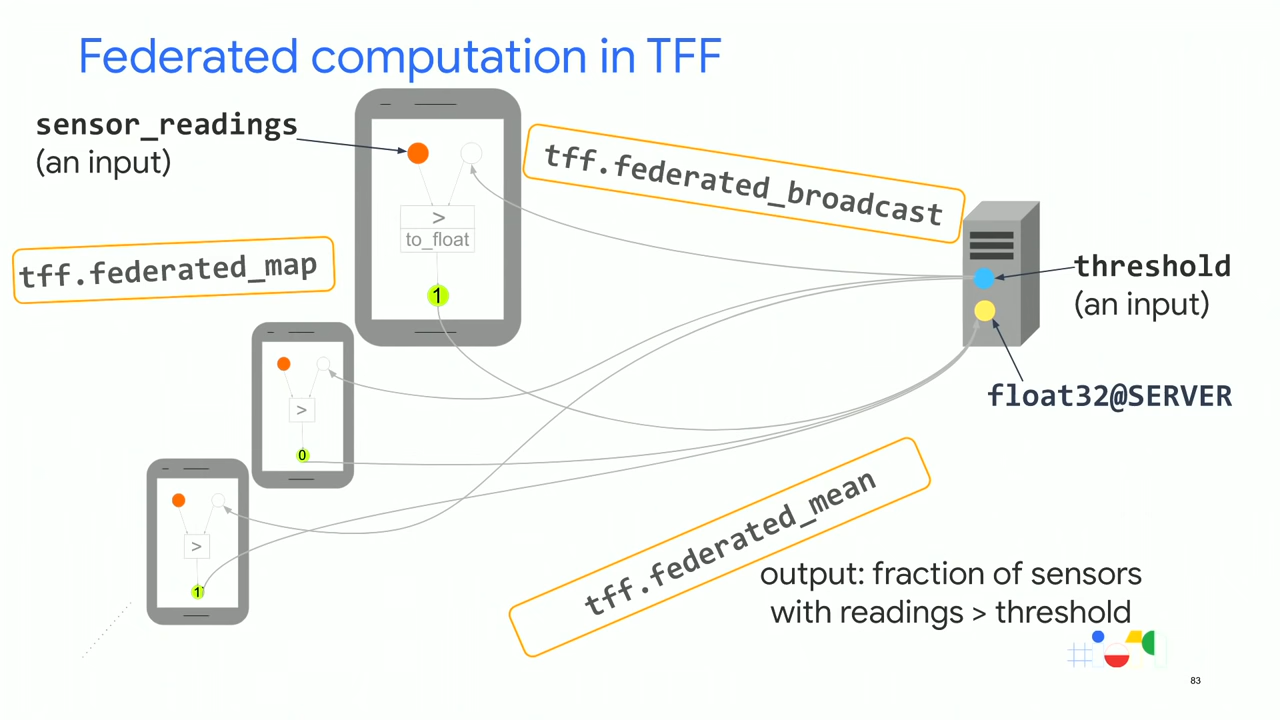 Federated computation in TFF
sensor_readings
(an input)
tff.federated_broadcast
>
to_float
1
tff.federated_map
threshold
(an input)
float32@SERVER
>
0
>
1
tff.federated_mean
output: fraction of sensors
with readings > threshold
83